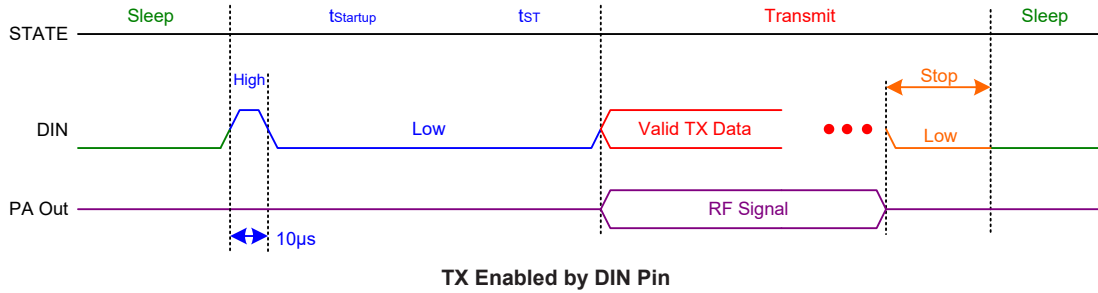 Sleep tStartup tST Transmit Sleep
STATE
High Stop
DIN Low Valid TX Data Low
PA Out RF Signal
10µs
TX Enabled by DIN Pin